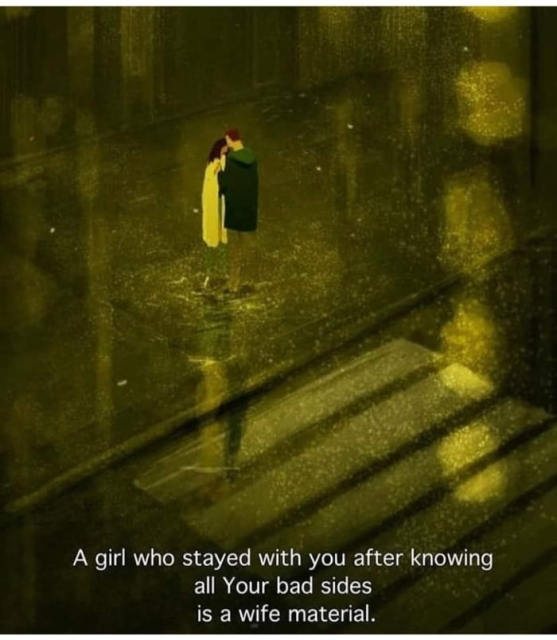 A girl who stayed with you after knowing
all Your bad sides
is a wife material.